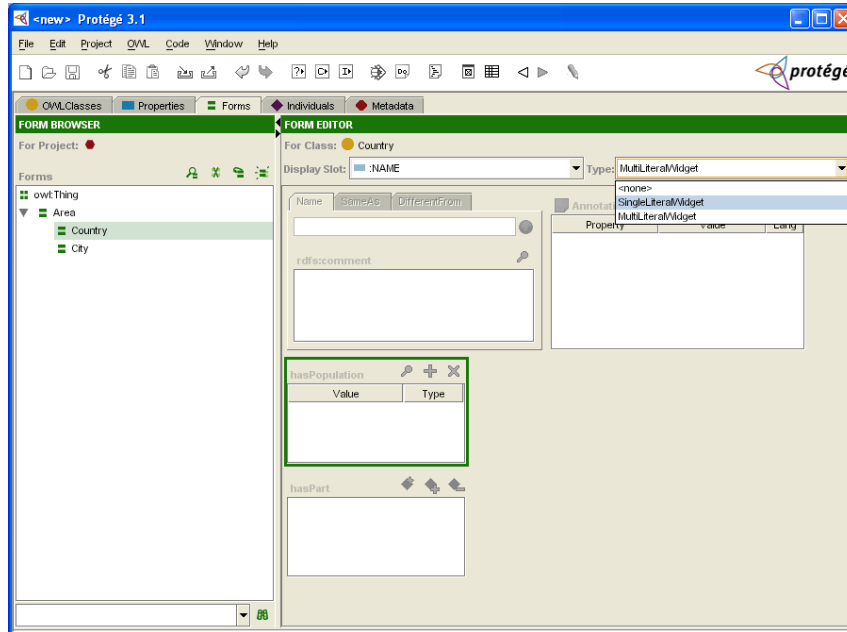 <new> Protégé 3.1
File Edit Project OWL Code Window Help
protégé
OWLClasses Properties Forms Individuals Metadata
FORM BROWSER
FORM EDITOR
For Project:
For Class: Country
Display Slot: :NAME Type: MultiLiteralWidget
Forms
<none>
SingleLiteralWidget
MultiLiteralWidget
owl:Thing
Area
Country
City
Name SameAs DifferentFrom
Property Value Lang
rdfs:comment
hasPopulation
Value Type
hasPart